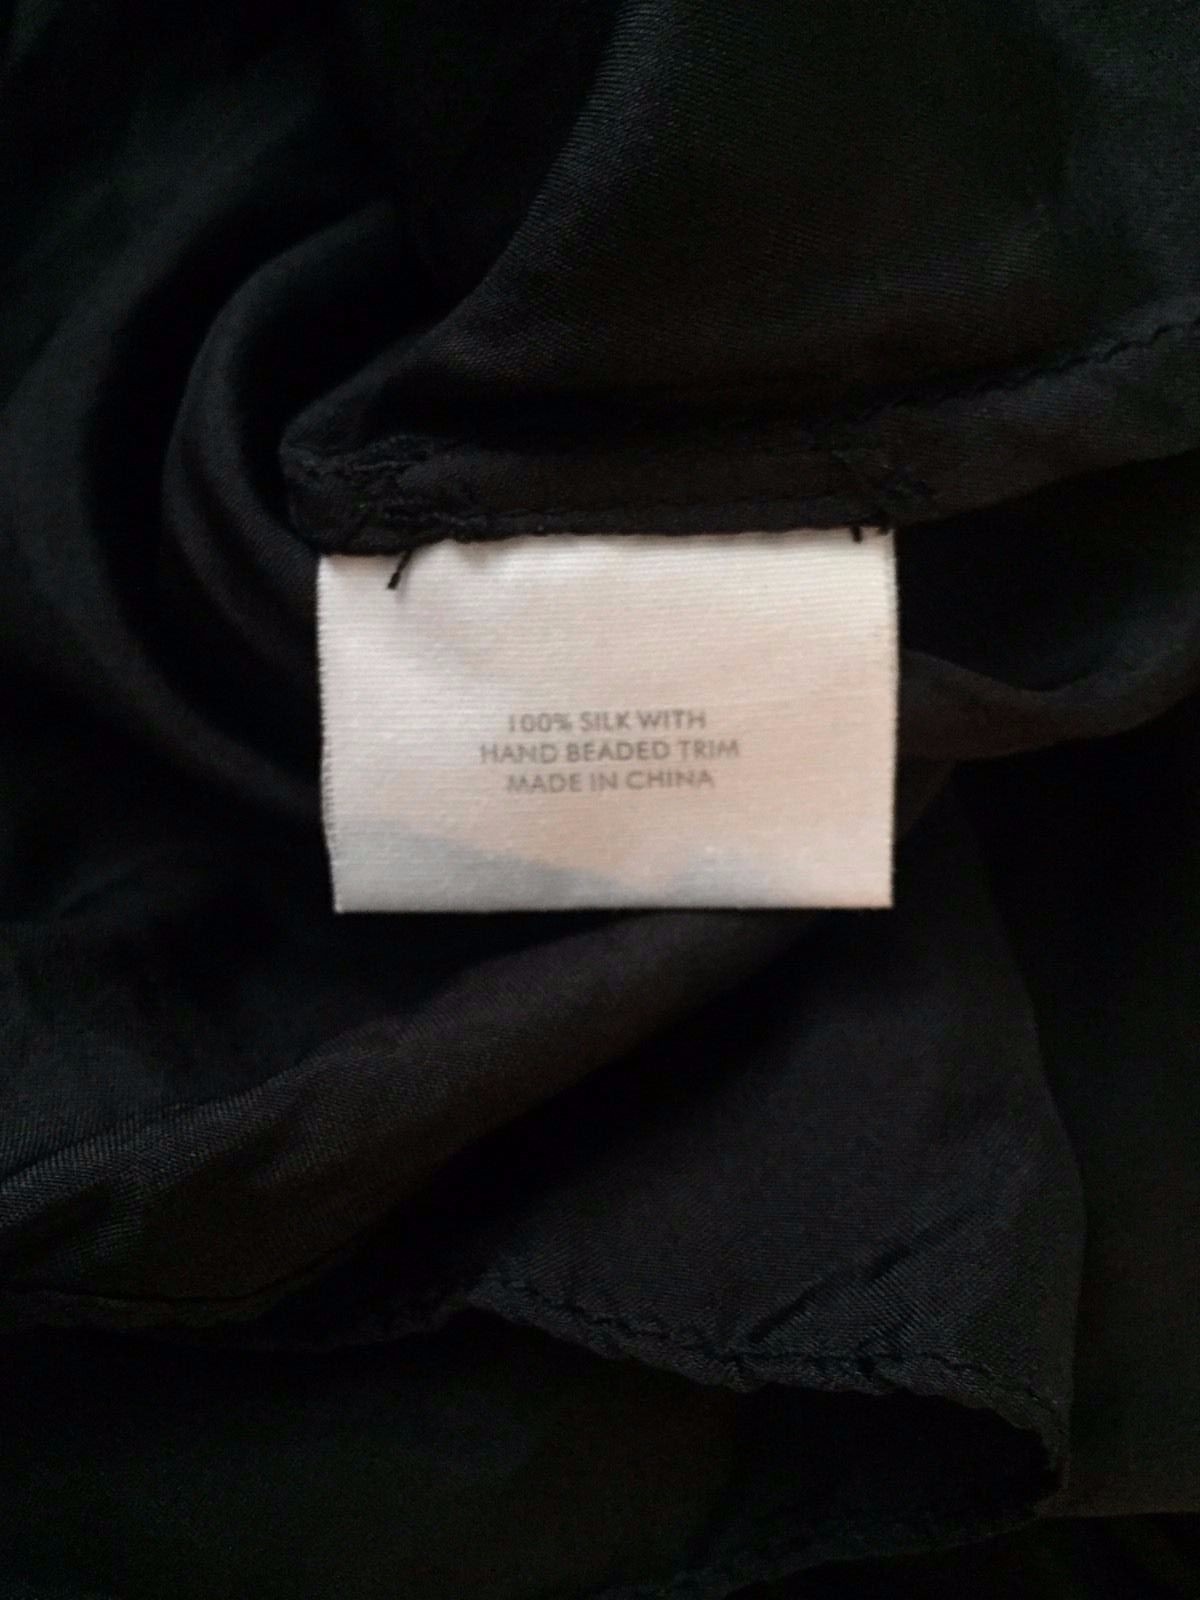 100% SILK WITH
HAND BEADED TRIM
MADE IN CHINA